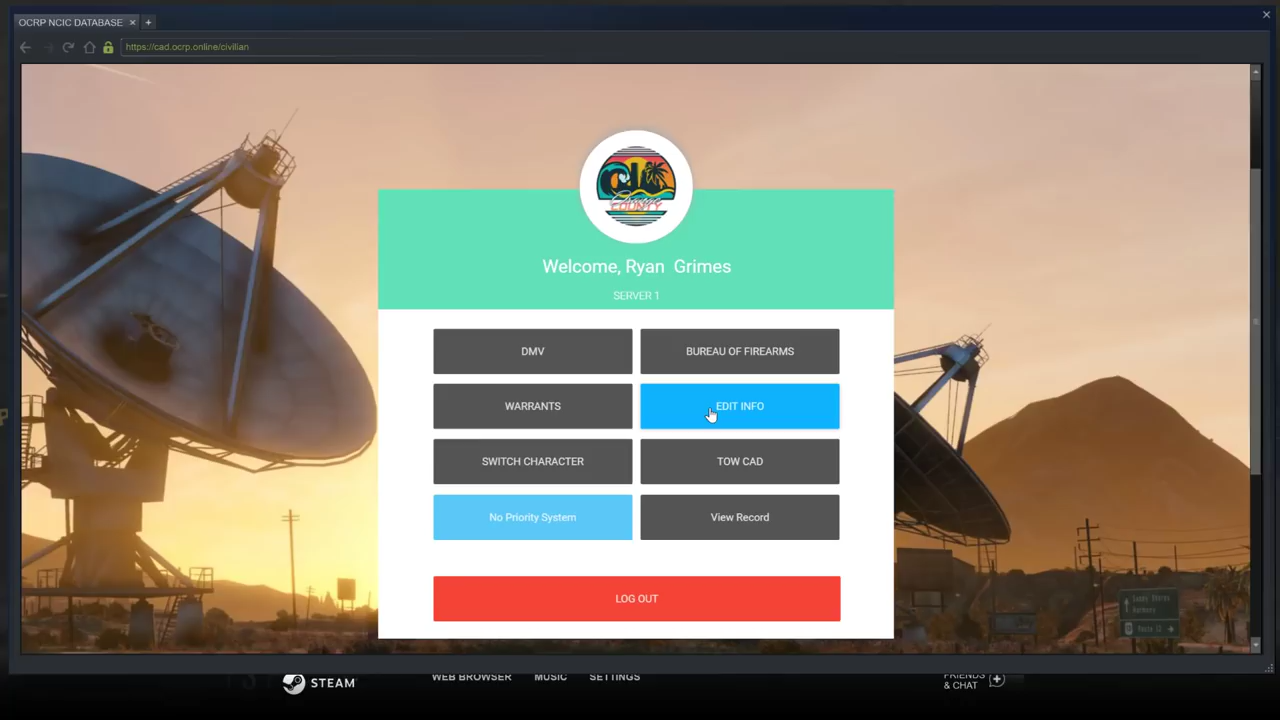 OCRP NCIC DATABASE
https://cad.ocrp.online/civilian
COUNTY
Welcome, Ryan Grimes
SERVER 1
DMV
BUREAU OF FIREARMS
WARRANTS
EDIT INFO
SWITCH CHARACTER
TOW CAD
No Priority System
View Record
LOG OUT
STEAM
WEB BROWSER
MUSIC
SETTINGS
FRIENDS
& CHAT